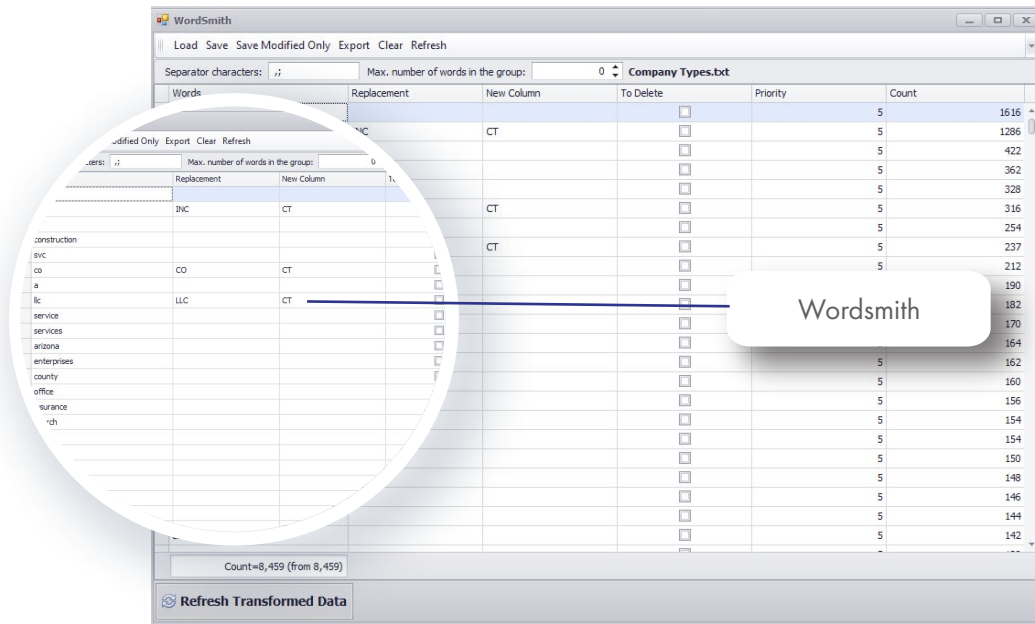 WordSmith
Load Save Save Modified Only Export Clear Refresh
Separator characters: ,; Max. number of words in the group: 0 Company Types.txt
Words Replacement New Column To Delete Priority Count
5 1616
CT 5 1286
5 422
5 362
5 328
CT 5 316
5 254
CT 5 237
5 212
190
182
170
164
5 162
5 160
5 156
5 154
5 154
5 150
5 148
5 146
5 144
5 142
Modified Only Export Clear Refresh
,; Max. number of words in the group: 0
Replacement New Column
INC CT
construction
svc
co CO CT
a
llc LLC CT
service
services
arizona
enterprises
county
office
Wordsmith
Count=8,459 (from 8,459)
Refresh Transformed Data